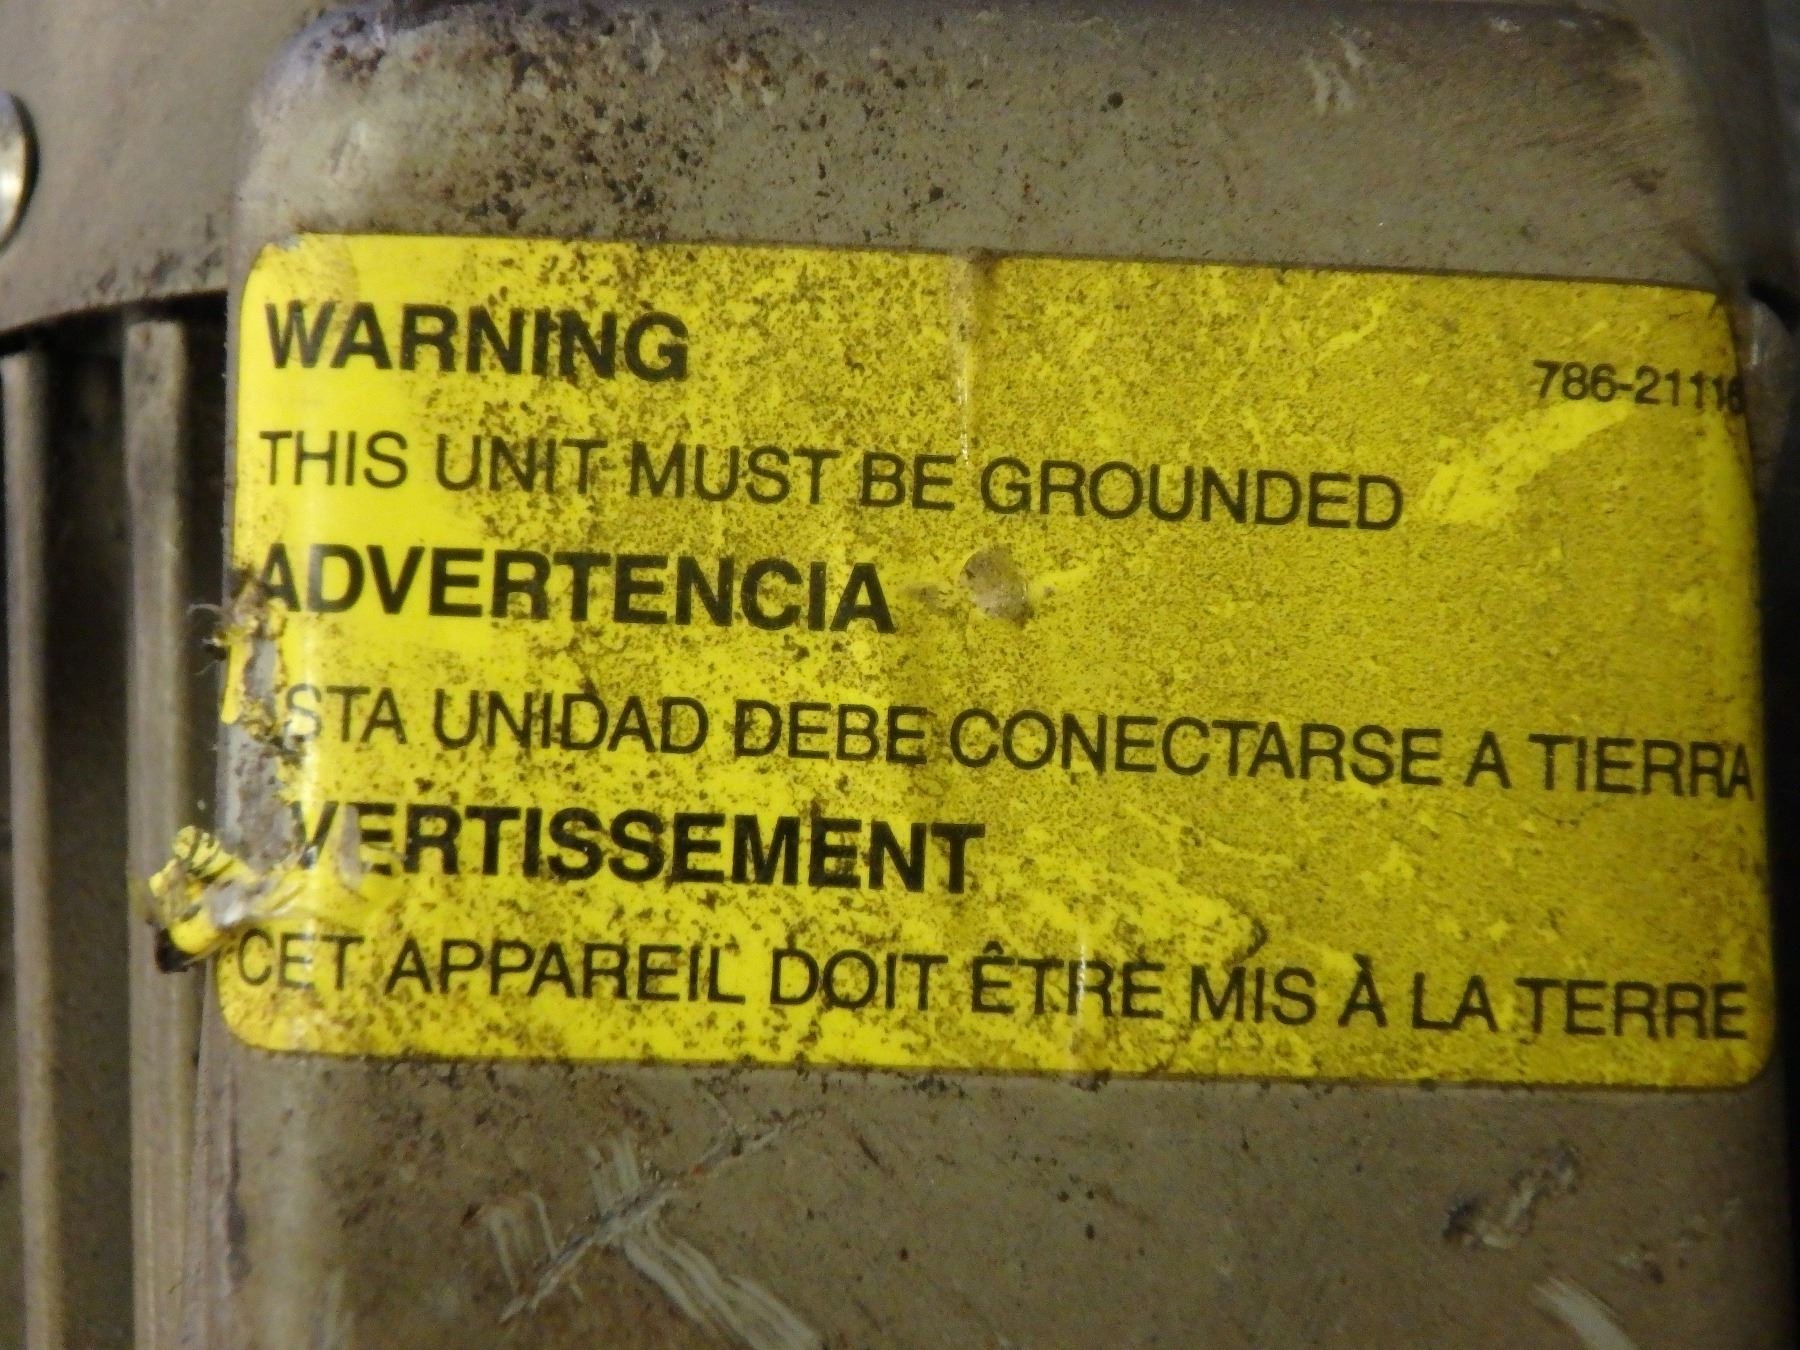 WARNING
786-21116
THIS UNIT MUST BE GROUNDED
ADVERTENCIA
STA UNIDAD DEBE CONECTARSE A TIERRA
VERTISSEMENT
CET APPAREIL DOIT ÊTRE MIS À LA TERRE